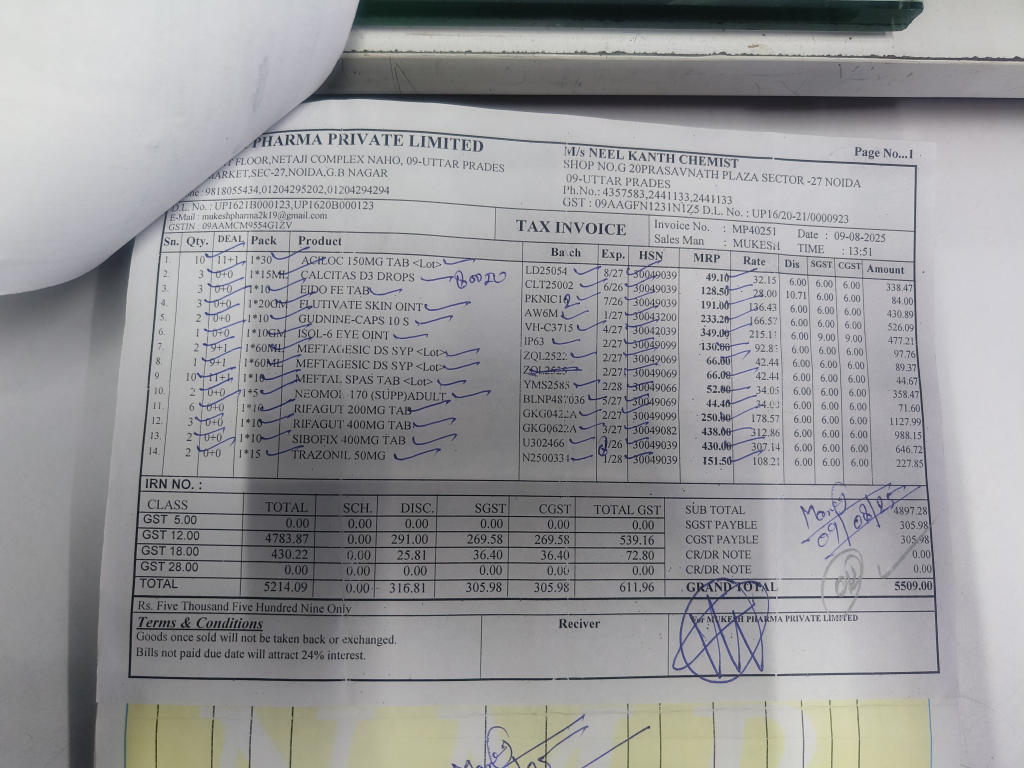 PHARMA PRIVATE LIMITED
FLOOR,NETAJI COMPLEX NAHO, 09-UTTAR PRADES
MARKET,SEC-27,NOIDA,G.B NAGAR
9818055434,01204295202,01204294294
D.L. No. : UP1621B000123,UP1620B000123
E-Mail : mukeshpharma2k19@gmail.com
GSTIN : 09AAMCM9554G1ZV
Page No...1
M/s NEEL KANTH CHEMIST
SHOP NO.G 20PRASAVNATH PLAZA SECTOR -27 NOIDA
09-UTTAR PRADES
Ph.No.: 4357583,2441133,2441133
GST : 09AAGFN1231N1Z5 D.L. No. : UP16/20-21/0000923
TAX INVOICE
Invoice No. : MP40251 Date : 09-08-2025
Sales Man : MUKESH TIME : 13:51
Sn. Qty. DEAL Pack Product Batch Exp. HSN MRP Rate Dis SGST CGST Amount
1. 10 11+1 1*30 ACILOC 150MG TAB <Lot> LD25054 8/27 30049039 49.10 32.15 6.00 6.00 6.00 338.47
2. 3 0+0 1*15ML CALCITAS D3 DROPS CLT25002 6/26 30049039 128.50 28.00 10.71 6.00 6.00 84.00
3. 3 0+0 1*10 EIDO FE TAB PKNIC12 7/26 30049039 191.00 136.43 6.00 6.00 6.00 430.89
4. 3 0+0 1*20GM FLUTIVATE SKIN OINT AW6M 1/27 30043200 233.20 166.57 6.00 6.00 6.00 526.09
5. 2 0+0 1*10 GUDNINE-CAPS 10 S VH-C3715 4/27 30042039 349.00 215.11 6.00 9.00 9.00 477.21
6. 1 0+0 1*10GM ISOL-6 EYE OINT IP63 2/27 30049099 130.00 92.8 6.00 6.00 6.00 97.76
7. 2 9+1 1*60ML MEFTAGESIC DS SYP <Lot> ZQL2522 2/27 30049069 66.00 42.44 6.00 6.00 6.00 89.37
8. 1 9+1 1*60ML MEFTAGESIC DS SYP <Lot> ZQL2525 2/27 30049069 66.00 42.44 6.00 6.00 6.00 44.67
9. 10 11+1 1*10 MEFTAL SPAS TAB <Lot> YMS2585 2/28 30049066 52.80 34.05 6.00 6.00 6.00 358.47
10. 2 0+0 1*5 NEOMOL 170 (SUPP)ADULT BLNP487036 5/27 30049069 44.40 6.00 6.00 6.00 71.60
11. 6 0+0 1*10 RIFAGUT 200MG TAB GKG0422A 2/27 30049099 250.00 178.57 6.00 6.00 6.00 1127.99
12. 3 0+0 1*10 RIFAGUT 400MG TAB GKG0622A 3/27 30049082 438.00 312.86 6.00 6.00 6.00 988.15
13. 2 0+0 1*10 SIBOFIX 400MG TAB U302466 /26 30049039 430.00 307.14 6.00 6.00 6.00 646.72
14. 2 0+0 1*15 TRAZONIL 50MG N2500331 1/28 30049039 151.50 108.21 6.00 6.00 6.00 227.85
IRN NO. :
CLASS TOTAL SCH. DISC. SGST CGST TOTAL GST
GST 5.00 0.00 0.00 0.00 0.00 0.00 0.00
GST 12.00 4783.87 0.00 291.00 269.58 269.58 539.16
GST 18.00 430.22 0.00 25.81 36.40 36.40 72.80
GST 28.00 0.00 0.00 0.00 0.00 0.00 0.00
TOTAL 5214.09 0.00 316.81 305.98 305.98 611.96
SUB TOTAL 4897.28
SGST PAYBLE 305.98
CGST PAYBLE 305.98
CR/DR NOTE 0.00
CR/DR NOTE 0.00
GRAND TOTAL 5509.00
09/08/25
Rs. Five Thousand Five Hundred Nine Only
Terms & Conditions
Goods once sold will not be taken back or exchanged.
Bills not paid due date will attract 24% interest.
Reciver
For MUKESH PHARMA PRIVATE LIMITED